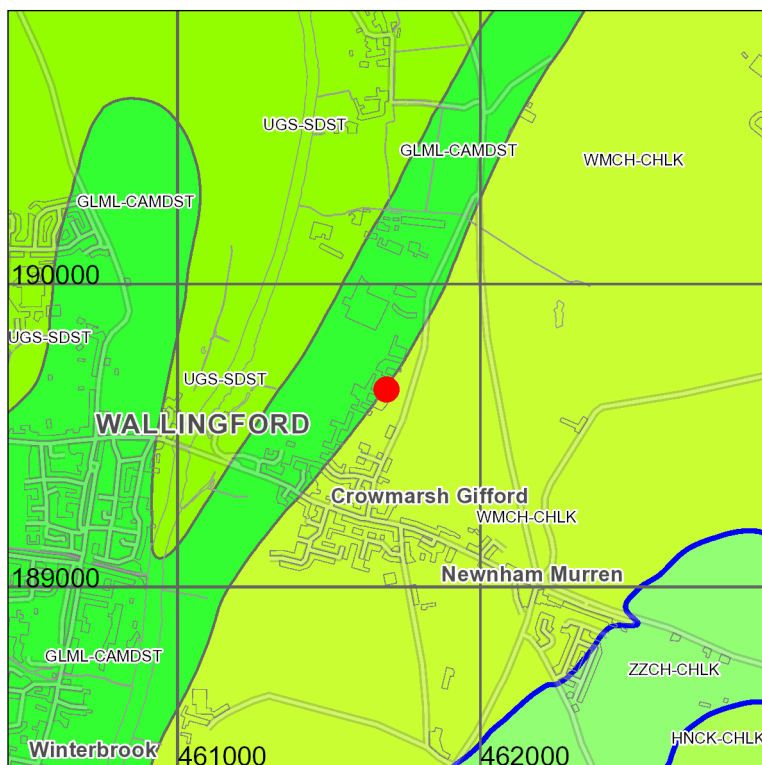 UGS-SDST
GLML-CAMDST
WMCH-CHLK
GLML-CAMDST
190000
UGS-SDST
UGS-SDST
WALLINGFORD
Crowmarsh Gifford
WMCH-CHLK
Newnham Murren
189000
GLML-CAMDST
ZZCH-CHLK
HNCK-CHLK
Winterbrook
461000
462000